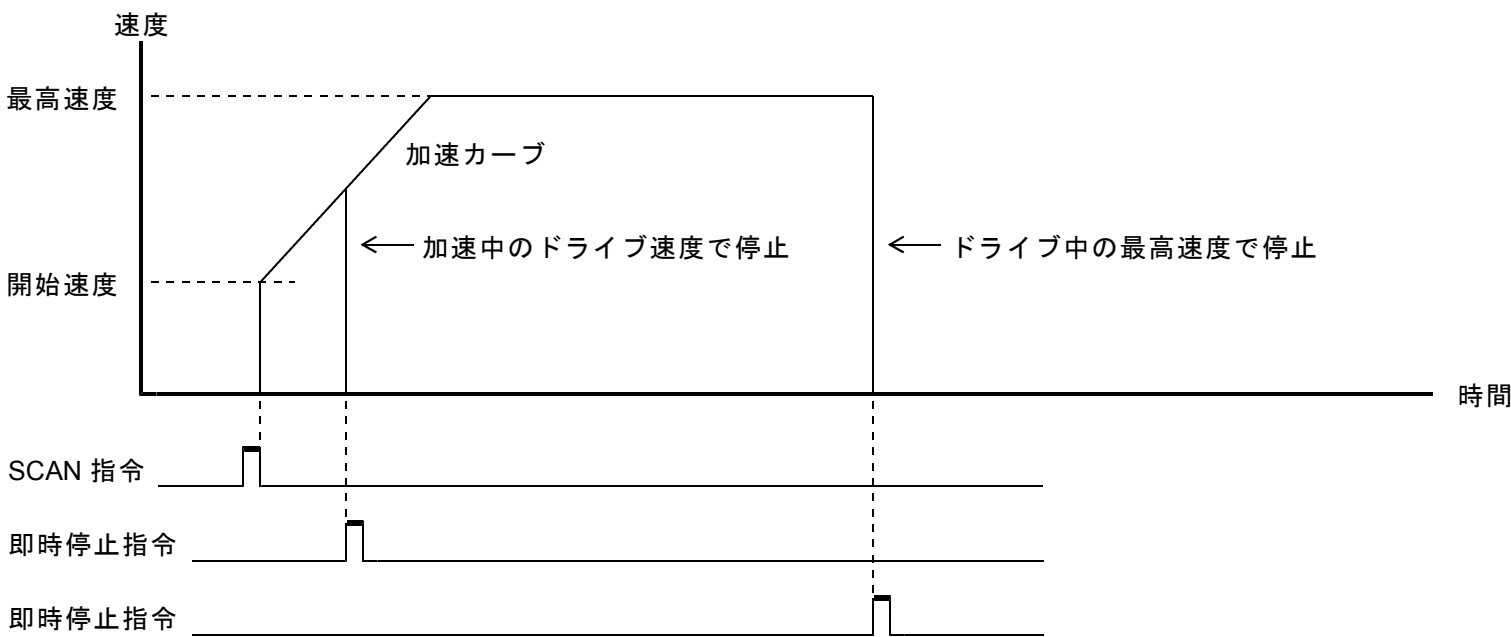 速度
最高速度
加速カーブ
加速中のドライブ速度で停止
ドライブ中の最高速度で停止
開始速度
時間
SCAN 指令
即時停止指令
即時停止指令